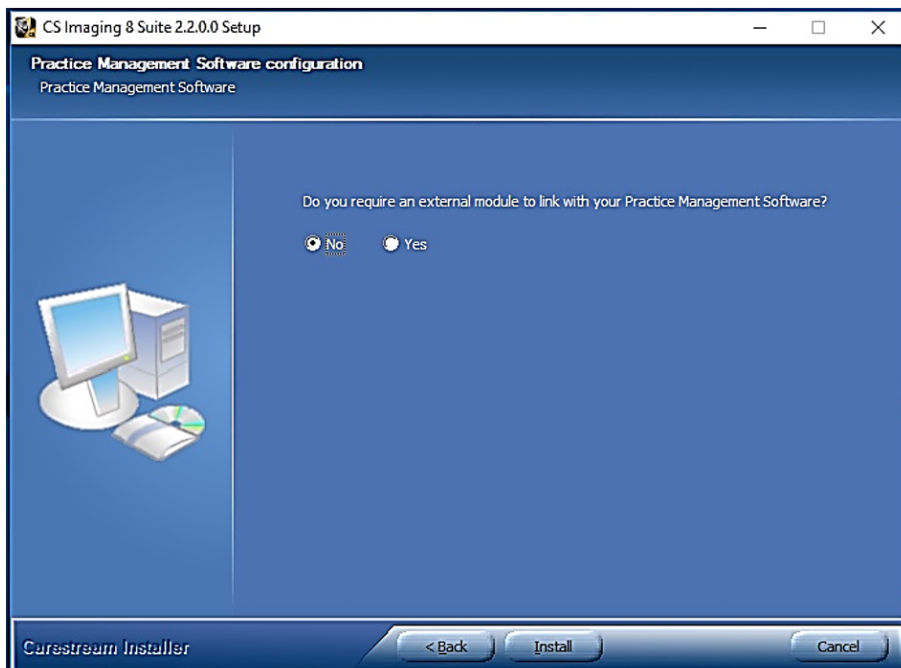 CS Imaging 8 Suite 2.2.0.0 Setup
Practice Management Software configuration
Practice Management Software
Do you require an external module to link with your Practice Management Software?
No Yes
Carestream Installer
< Back Install Cancel